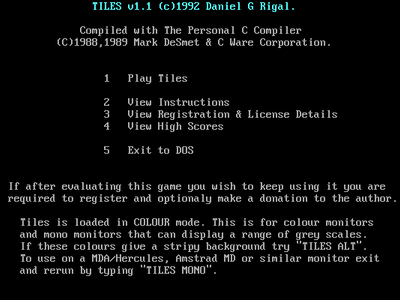 TILES v1.1 (c)1992 Daniel G Rigal.
Compiled with The Personal C Compiler
(C)1988,1989 Mark DeSmet & C Ware Corporation.
1 Play Tiles
2 View Instructions
3 View Registration & License Details
4 View High Scores
5 Exit to DOS
If after evaluating this game you wish to keep using it you are
required to register and optionaly make a donation to the author.
Tiles is loaded in COLOUR mode. This is for colour monitors
and mono monitors that can display a range of grey scales.
If these colours give a stripy background try "TILES ALT".
To use on a MDA/Hercules, Amstrad MD or similar monitor exit
and rerun by typing "TILES MONO".